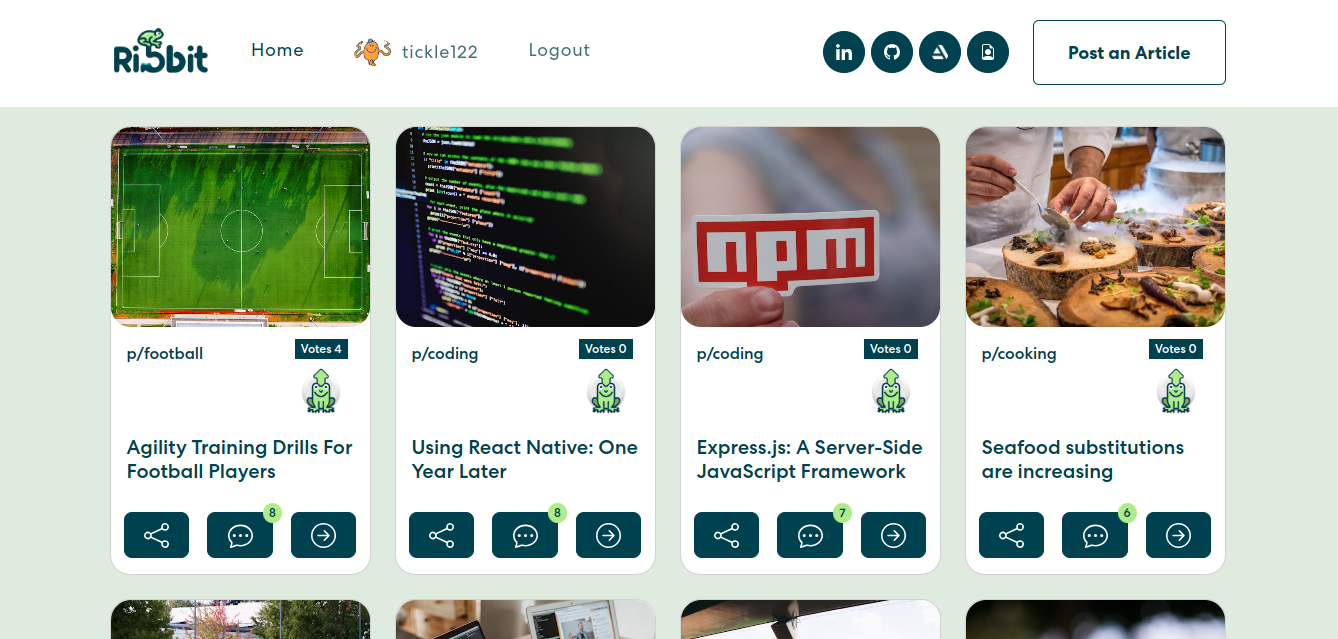 Ri5bit
Home
tickle122
Logout
in
Post an Article
npm
p/football
Votes 4
Agility Training Drills For
Football Players
8
p/coding
Votes 0
Using React Native: One
Year Later
8
p/coding
Votes 0
Express.js: A Server-Side
JavaScript Framework
7
p/cooking
Votes 0
Seafood substitutions
are increasing
6